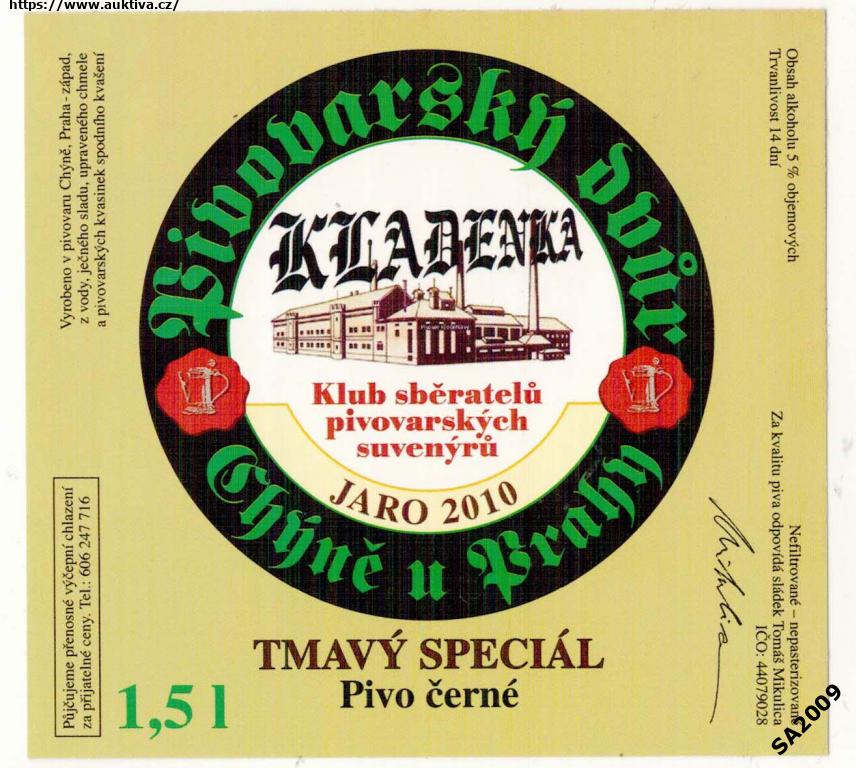 https://www.auktiva.cz/
Vyrobeno v pivovaru Chýně, Praha - západ,
z vody, ječného sladu, upraveného chmele
a pivovarských kvasinek spodního kvašení
Obsah alkoholu 5 % objemových
Trvanlivost 14 dní
Pivovarský dvůr
KLADENKA
Klub sběratelů
pivovarských
suvenýrů
JARO 2010
Chýně u Prahy
TMAVÝ SPECIÁL
Pivo černé
1,5 l
Půjčujeme přenosné výčepní chlazení
za přijatelné ceny. Tel.: 606 247 716
Nefiltrované – nepasterizované
Za kvalitu piva odpovídá sládek Tomáš Mikulica
IČO: 44079028
Mikulica
SA2009